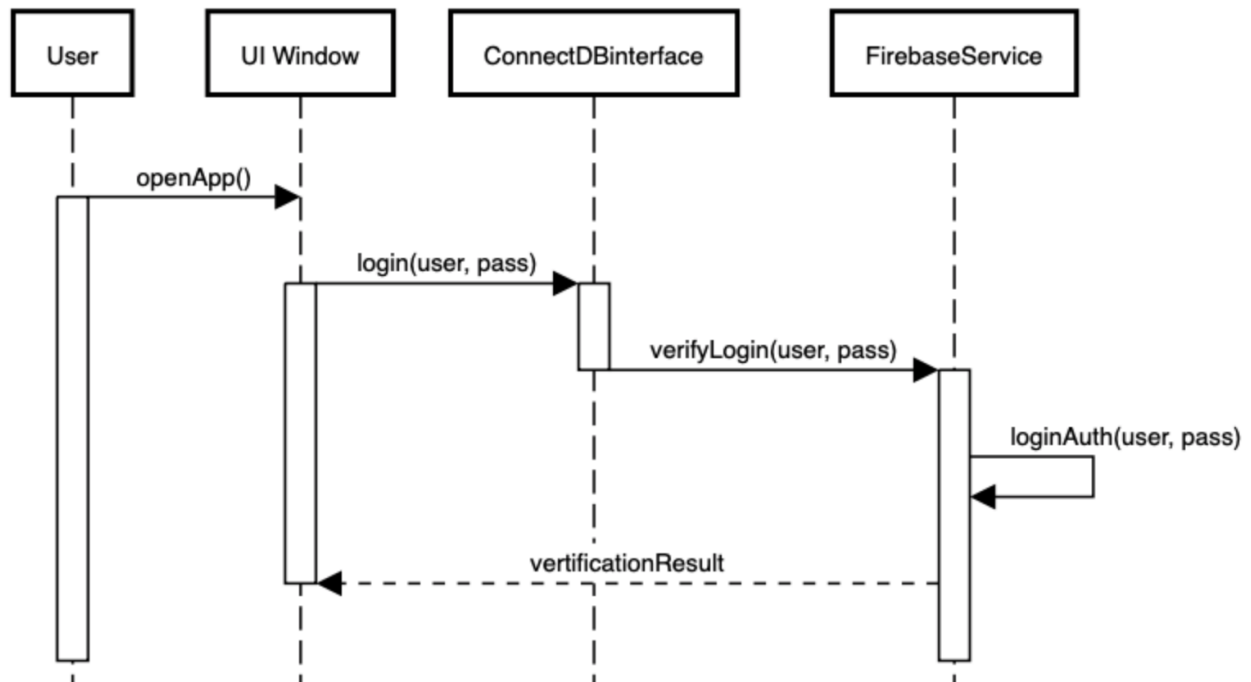 User
UI Window
ConnectDBinterface
FirebaseService
openApp()
login(user, pass)
verifyLogin(user, pass)
loginAuth(user, pass)
vertificationResult